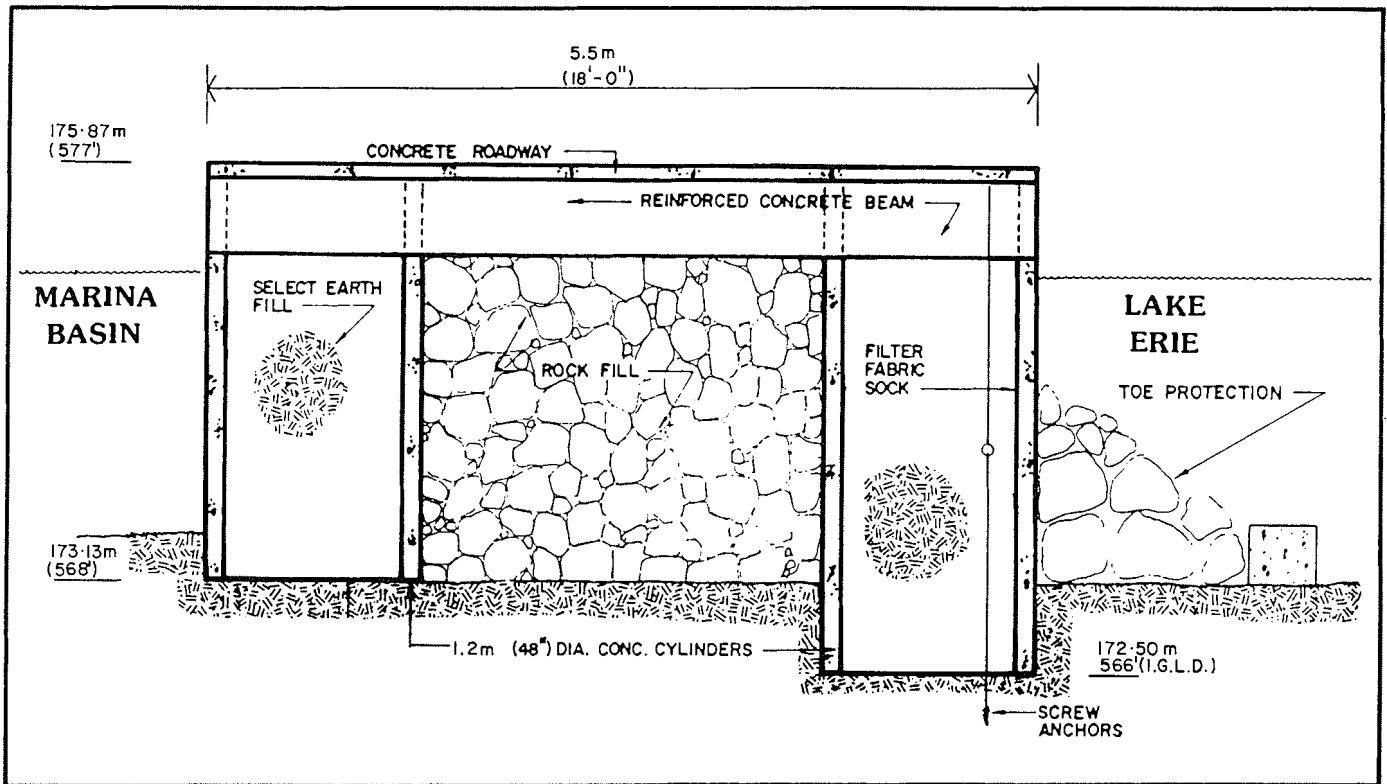 5.5m
(18'-0")
175.87m
(577')
CONCRETE ROADWAY
REINFORCED CONCRETE BEAM
MARINA
BASIN
SELECT EARTH
FILL
ROCK FILL
FILTER
FABRIC
SOCK
LAKE
ERIE
TOE PROTECTION
173.13m
(568')
1.2m (48") DIA. CONC. CYLINDERS
172.50 m
566' (I.G.L.D.)
SCREW
ANCHORS